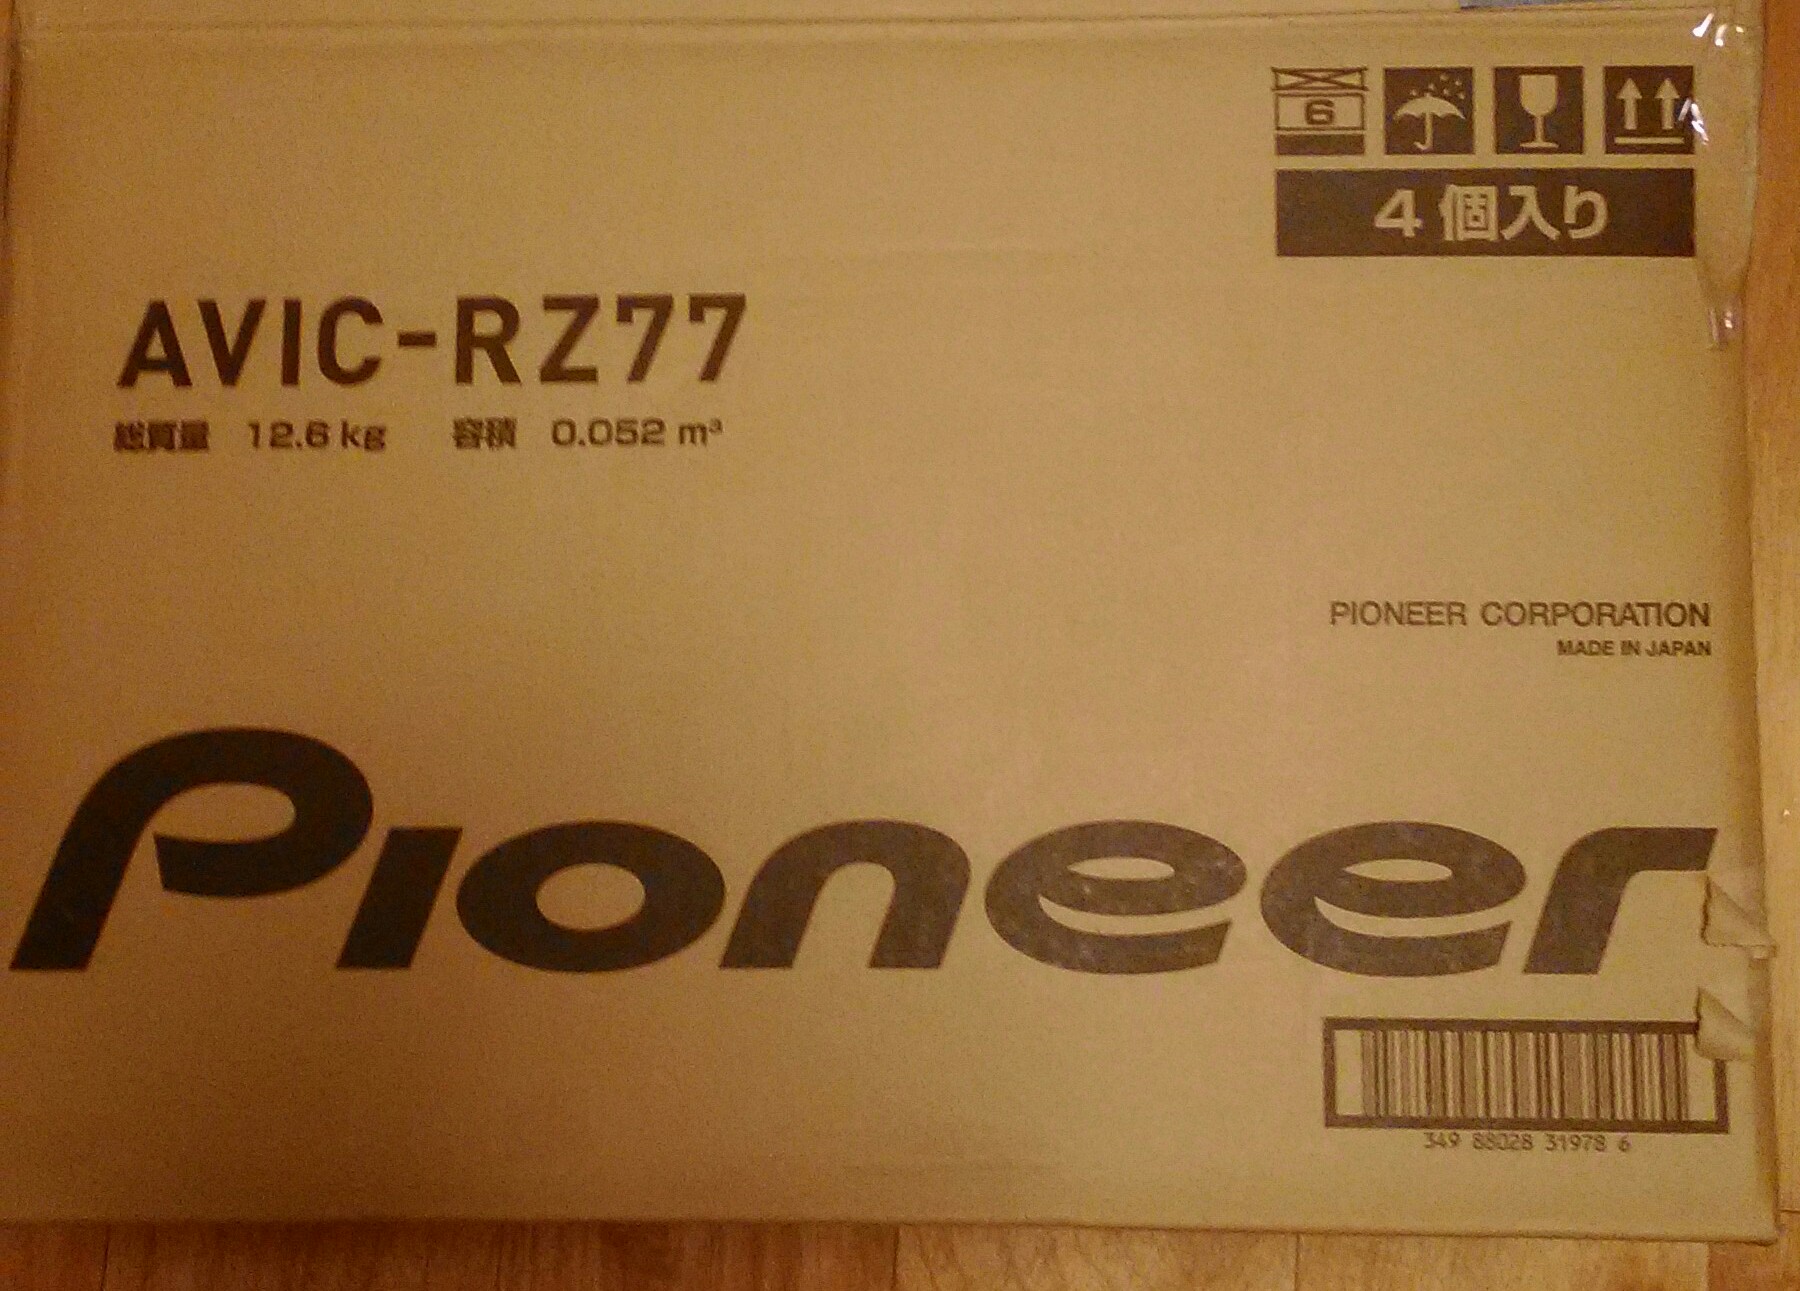 6
4 個入り
AVIC-RZ77
総質量 12.6 kg 容積 0.052 m³
PIONEER CORPORATION
MADE IN JAPAN
Pioneer
349 88028 31978 6